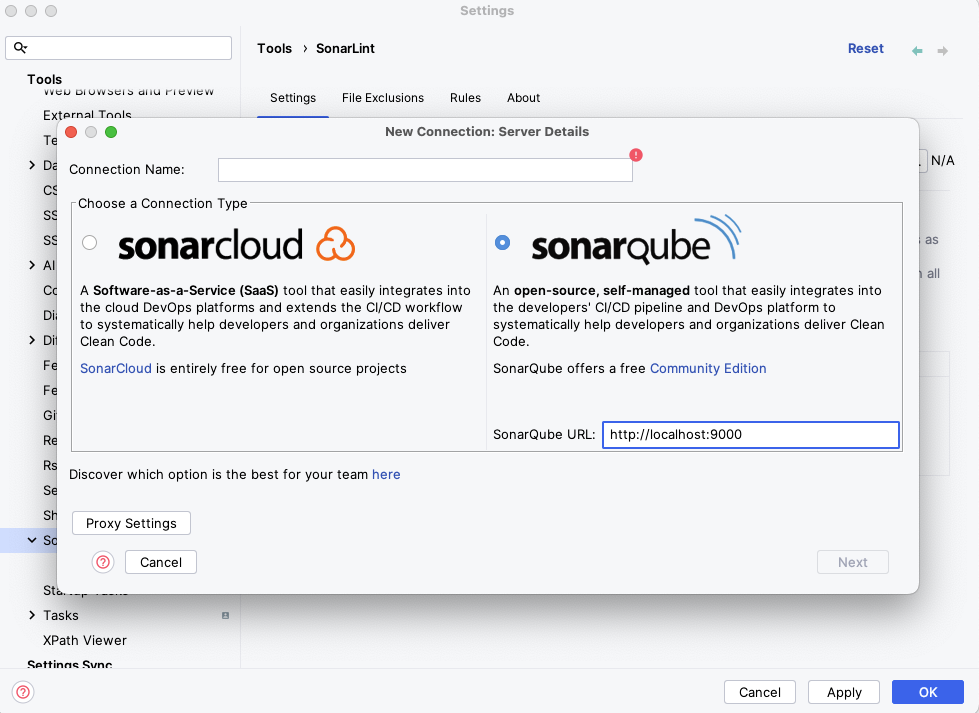 Settings
Tools › SonarLint
Reset
Tools
Web Browsers and Preview
Settings File Exclusions Rules About
External Tools
New Connection: Server Details
Te
Connection Name:
N/A
Da
CS
Choose a Connection Type
SS
SS
sonarcloud
sonarqube
s as
AI
n all
Co
A Software-as-a-Service (SaaS) tool that easily integrates into
the cloud DevOps platforms and extends the CI/CD workflow
to systematically help developers and organizations deliver
Clean Code.
SonarCloud is entirely free for open source projects
An open-source, self-managed tool that easily integrates into
the developers' CI/CD pipeline and DevOps platform to
systematically help developers and organizations deliver Clean
Code.
SonarQube offers a free Community Edition
SonarQube URL: http://localhost:9000
Dia
Dif
Fe
Fe
Gi
Re
Rs
Discover which option is the best for your team here
Se
Sh
Proxy Settings
So
Cancel
Next
Startup Tasks
Tasks
XPath Viewer
Settings Sync
Cancel
Apply
OK